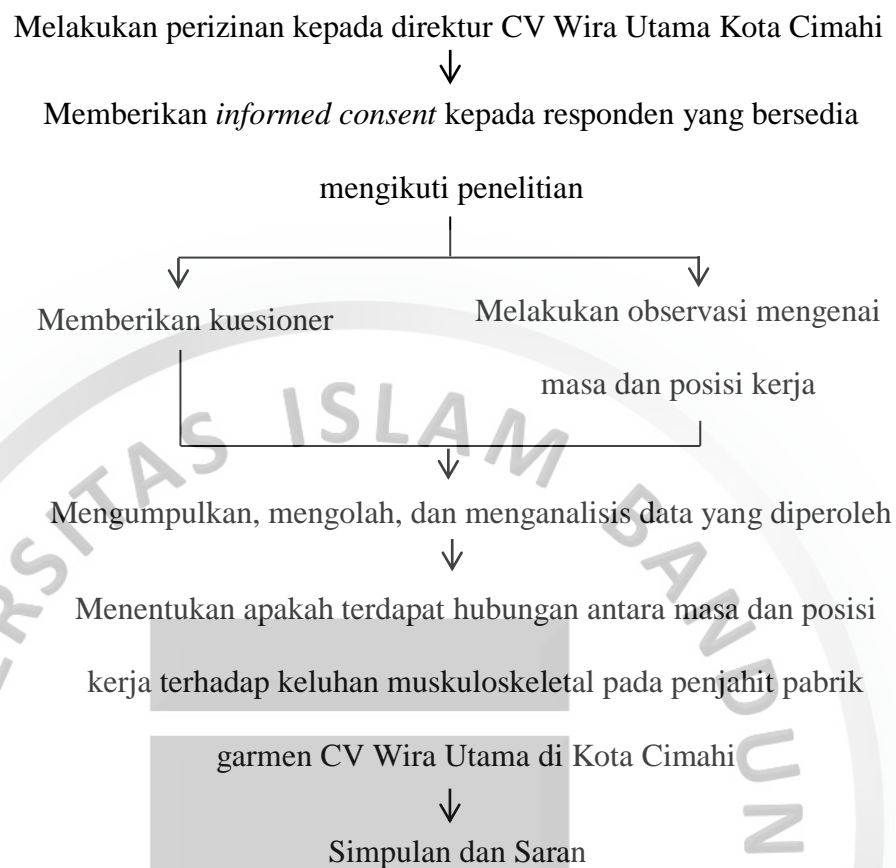 Melakukan perizinan kepada direktur CV Wira Utama Kota Cimahi
Memberikan informed consent kepada responden yang bersedia
mengikuti penelitian
Memberikan kuesioner
Melakukan observasi mengenai
masa dan posisi kerja
Mengumpulkan, mengolah, dan menganalisis data yang diperoleh
Menentukan apakah terdapat hubungan antara masa dan posisi
kerja terhadap keluhan muskuloskeletal pada penjahit pabrik
garmen CV Wira Utama di Kota Cimahi
Simpulan dan Saran
ERSITAS ISLAM BANDUN